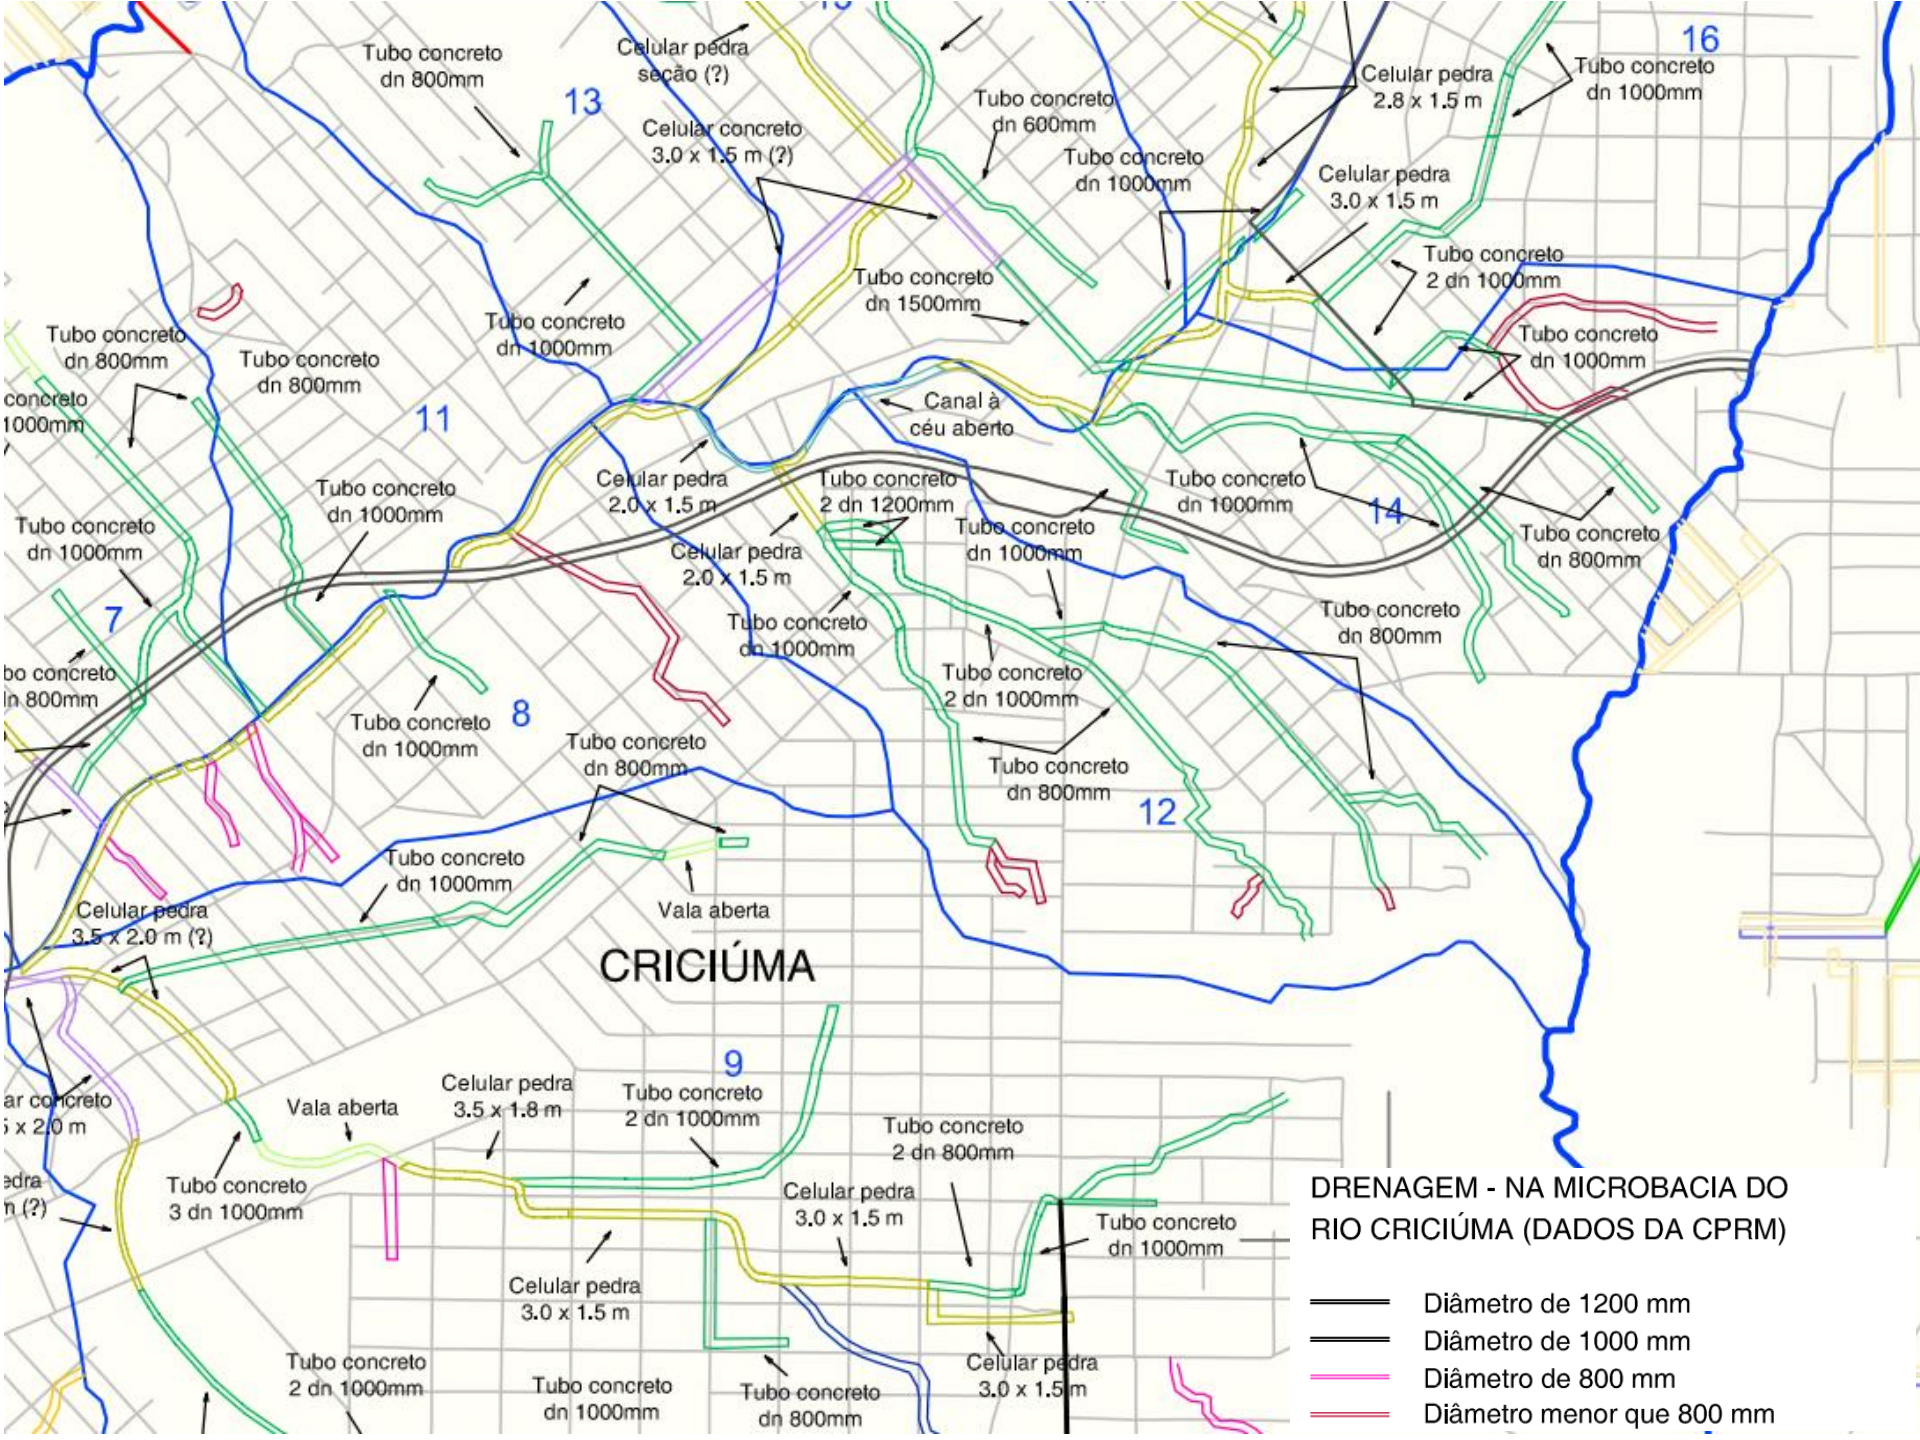 16
Tubo concreto
dn 800mm
Celular pedra
seção (?)
13
Celular pedra
2.8 x 1.5 m
Tubo concreto
dn 1000mm
Tubo concreto
dn 600mm
Celular concreto
3.0 x 1.5 m (?)
Tubo concreto
dn 1000mm
Celular pedra
3.0 x 1.5 m
Tubo concreto
2 dn 1000mm
Tubo concreto
dn 1500mm
Tubo concreto
dn 1000mm
Tubo concreto
dn 800mm
Tubo concreto
dn 800mm
Tubo concreto
dn 1000mm
concreto
1000mm
11
Canal à
céu aberto
Celular pedra
2.0 x 1.5 m
Tubo concreto
2 dn 1200mm
Tubo concreto
dn 1000mm
14
Tubo concreto
dn 1000mm
Tubo concreto
dn 1000mm
Tubo concreto
dn 1000mm
Tubo concreto
dn 800mm
Celular pedra
2.0 x 1.5 m
7
Tubo concreto
dn 1000mm
Tubo concreto
dn 800mm
bo concreto
n 800mm
Tubo concreto
2 dn 1000mm
8
Tubo concreto
dn 1000mm
Tubo concreto
dn 800mm
Tubo concreto
dn 800mm
12
Tubo concreto
dn 1000mm
Celular pedra
3.5 x 2.0 m (?)
Vala aberta
CRICIÚMA
9
Celular pedra
3.5 x 1.8 m
Tubo concreto
2 dn 1000mm
ar concreto
x 2.0 m
Vala aberta
Tubo concreto
2 dn 800mm
edra
(?)
Tubo concreto
3 dn 1000mm
Celular pedra
3.0 x 1.5 m
Tubo concreto
dn 1000mm
Celular pedra
3.0 x 1.5 m
Tubo concreto
2 dn 1000mm
Tubo concreto
dn 1000mm
Tubo concreto
dn 800mm
Celular pedra
3.0 x 1.5 m
DRENAGEM - NA MICROBACIA DO
RIO CRICIÚMA (DADOS DA CPRM)
Diâmetro de 1200 mm
Diâmetro de 1000 mm
Diâmetro de 800 mm
Diâmetro menor que 800 mm